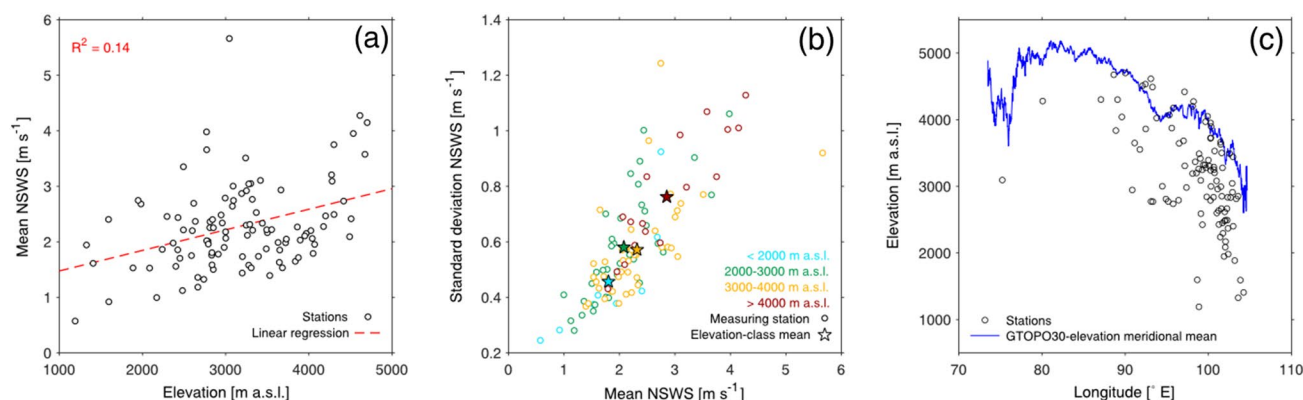 (a)
R² = 0.14
Mean NSWS [m s⁻¹]
6
5
4
3
2
1
0
Stations
Linear regression
1000 2000 3000 4000 5000
Elevation [m a.s.l.]
(b)
Standard deviation NSWS [m s⁻¹]
1.4
1.2
1
0.8
0.6
0.4
0.2
< 2000 m a.s.l.
2000-3000 m a.s.l.
3000-4000 m a.s.l.
> 4000 m a.s.l.
Measuring station
Elevation-class mean
0 1 2 3 4 5 6
Mean NSWS [m s⁻¹]
(c)
Elevation [m a.s.l.]
5000
4000
3000
2000
1000
Stations
GTOPO30-elevation meridional mean
70 80 90 100 110
Longitude [° E]